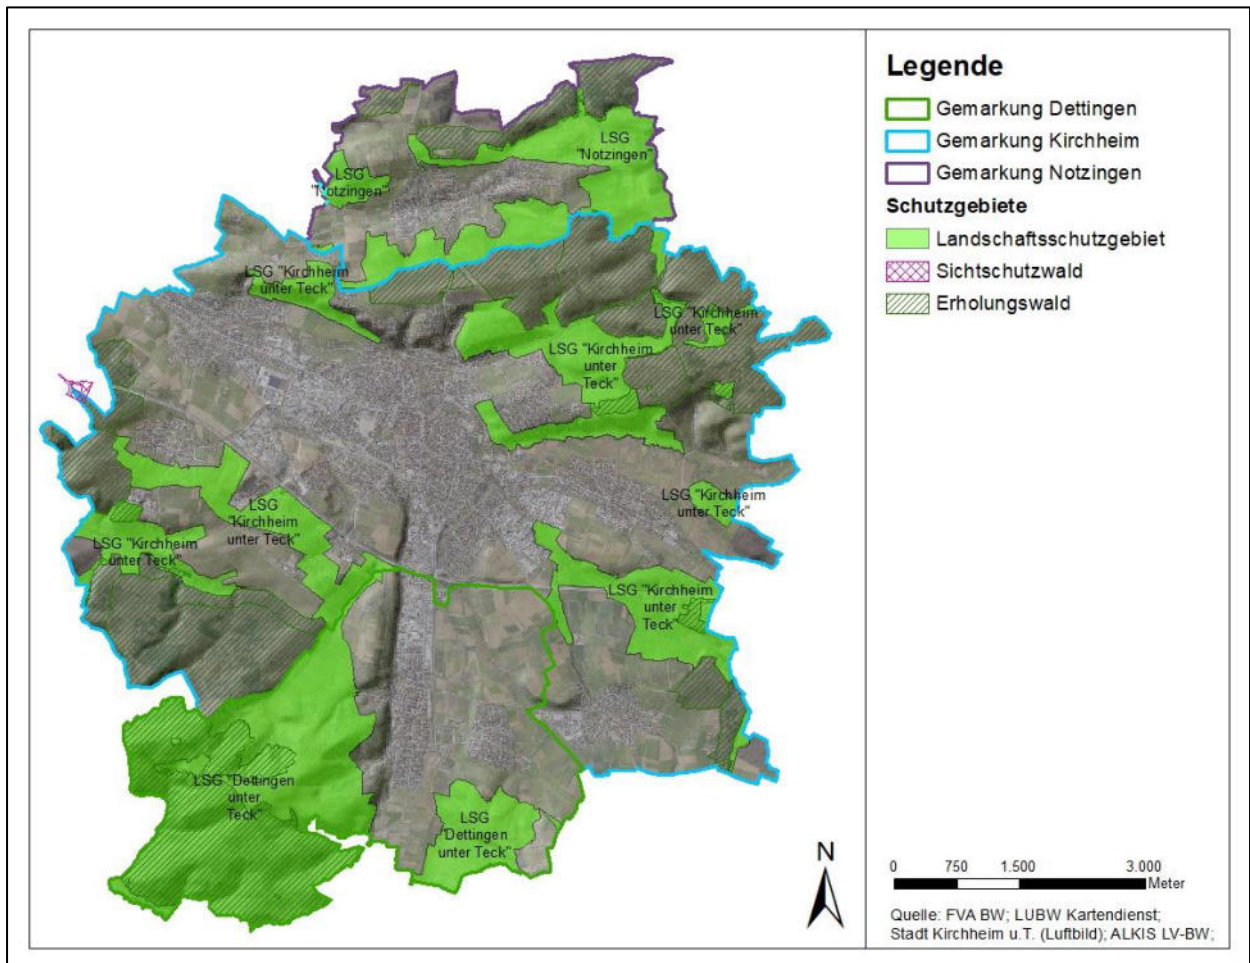 LSG
"Notzingen"
LSG
"Notzingen"
LSG "Kirchheim
unter Teck"
LSG "Kirchheim
unter Teck"
LSG "Kirchheim
unter
Teck"
LSG "Kirchheim
unter Teck"
LSG
"Kirchheim
unter Teck"
LSG "Kirchheim
unter Teck"
LSG "Kirchheim
unter
Teck"
LSG "Dettingen
unter
Teck"
LSG
"Dettingen
unter Teck"
N
Legende
Gemarkung Dettingen
Gemarkung Kirchheim
Gemarkung Notzingen
Schutzgebiete
Landschaftsschutzgebiet
Sichtschutzwald
Erholungswald
0 750 1.500 3.000
Meter
Quelle: FVA BW; LUBW Kartendienst;
Stadt Kirchheim u.T. (Luftbild); ALKIS LV-BW;